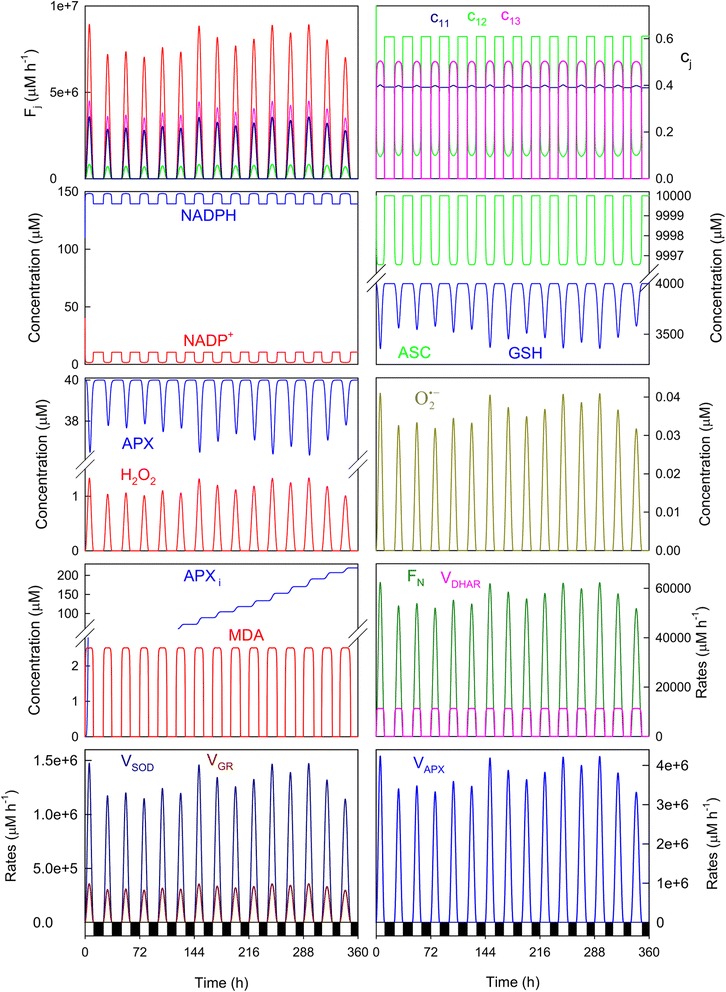 1e+7
5e+6
0
F_j (μM h⁻¹)
c₁₁ c₁₂ c₁₃
0.6
0.4
0.2
0.0
c_j
150
100
50
0
Concentration (μM)
NADPH
NADP⁺
10000
9999
9998
9997
4000
3500
Concentration (μM)
ASC GSH
40
38
1
0
Concentration (μM)
APX
H₂O₂
O₂•−
0.04
0.03
0.02
0.01
0.00
Concentration (μM)
200
150
100
2
1
0
Concentration (μM)
APX i
MDA
F_N V_DHAR
60000
40000
20000
0
Rates (μM h⁻¹)
1.5e+6
1.0e+6
5.0e+5
0.0
Rates (μM h⁻¹)
V_SOD V_GR
V_APX
4e+6
3e+6
2e+6
1e+6
0
Rates (μM h⁻¹)
0 72 144 216 288 360
Time (h)
0 72 144 216 288 360
Time (h)